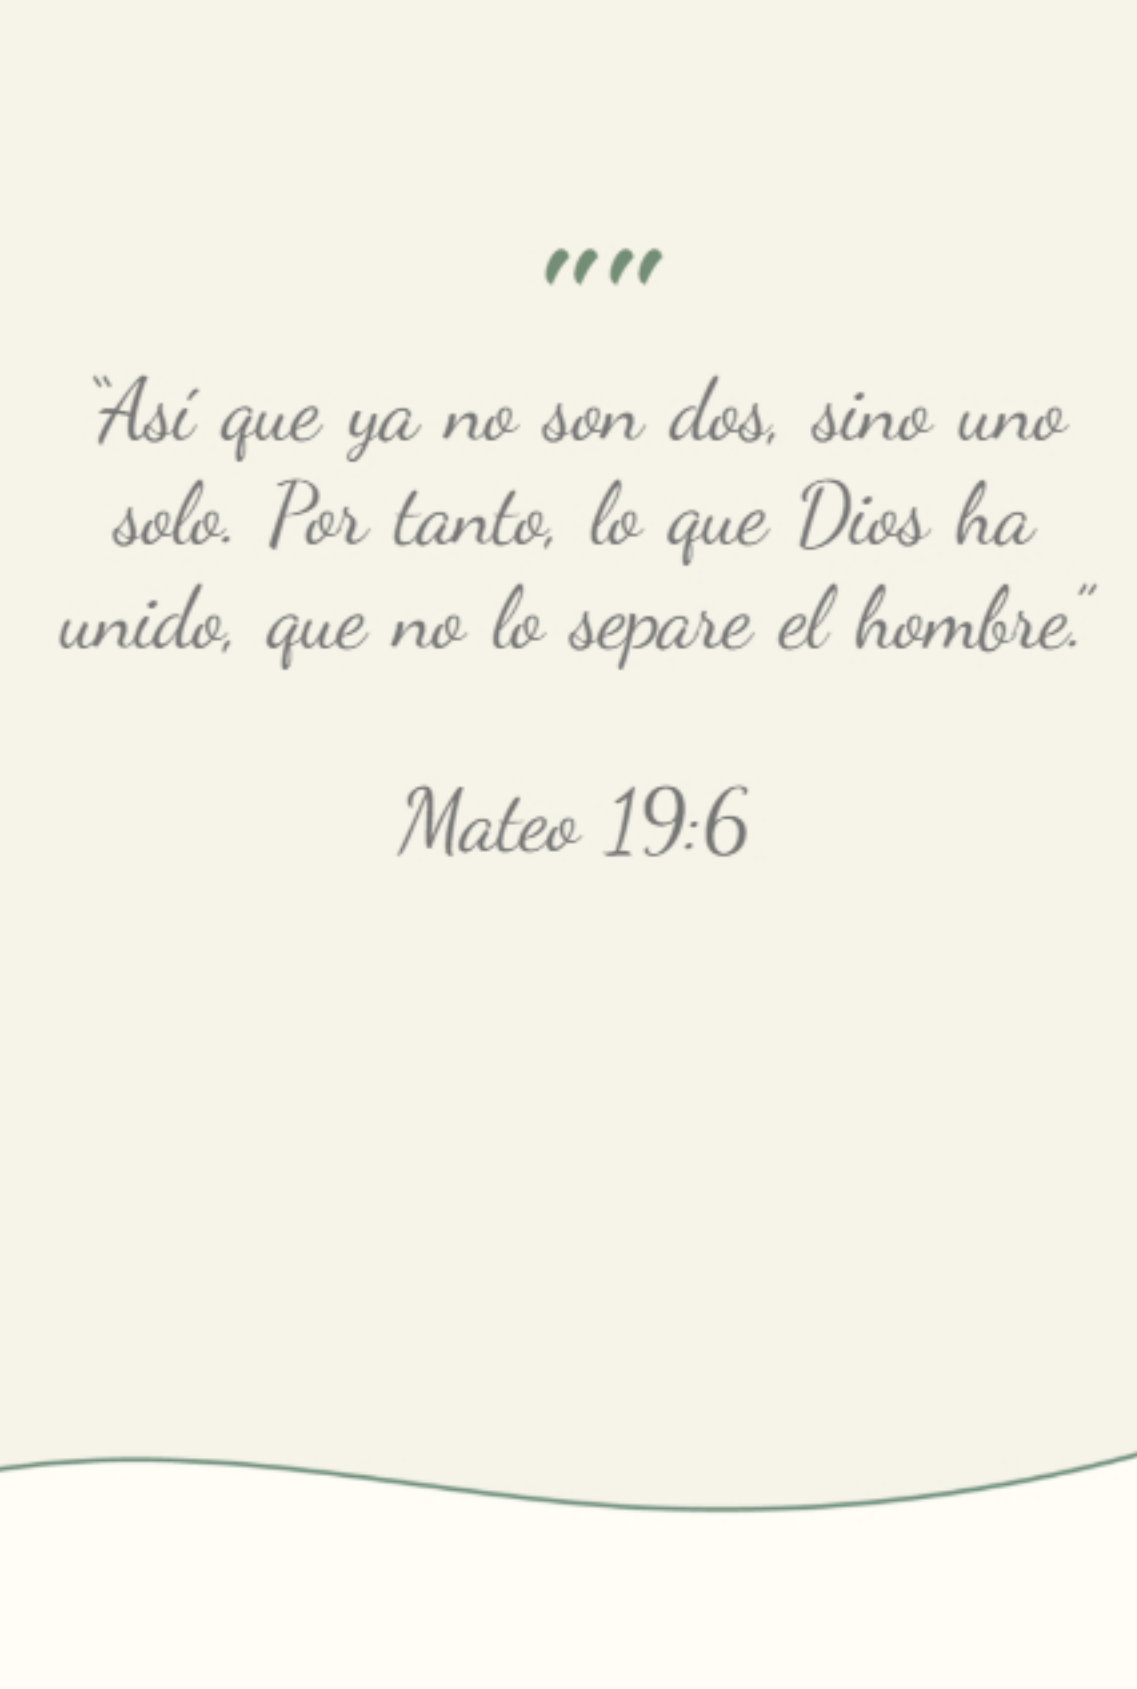 ""
“Así que ya no son dos, sino uno
solo. Por tanto, lo que Dios ha
unido, que no lo separe el hombre.”
Mateo 19:6